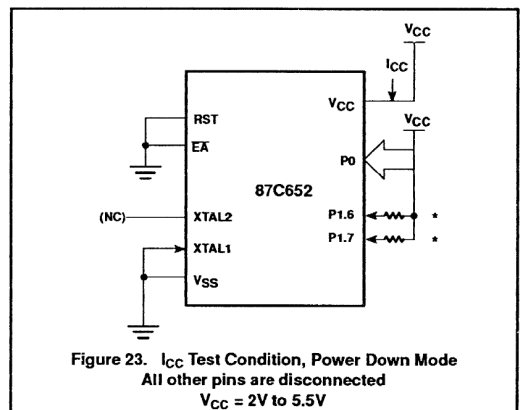 VCC
ICC
VCC
VCC
RST
EA
P0
87C652
(NC)
XTAL2
P1.6
*
XTAL1
P1.7
*
VSS
Figure 23. ICC Test Condition, Power Down Mode
All other pins are disconnected
VCC = 2V to 5.5V